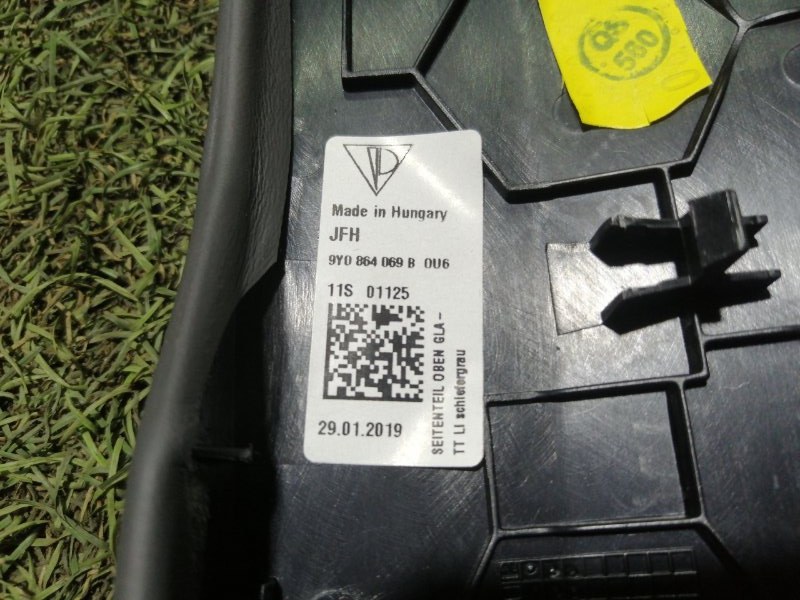 QS
580
Made in Hungary
JFH
9Y0 864 069 B 0U6
11S 01125
29.01.2019
SEITENTEIL OBEN GLA-
TT LI schiefergrau